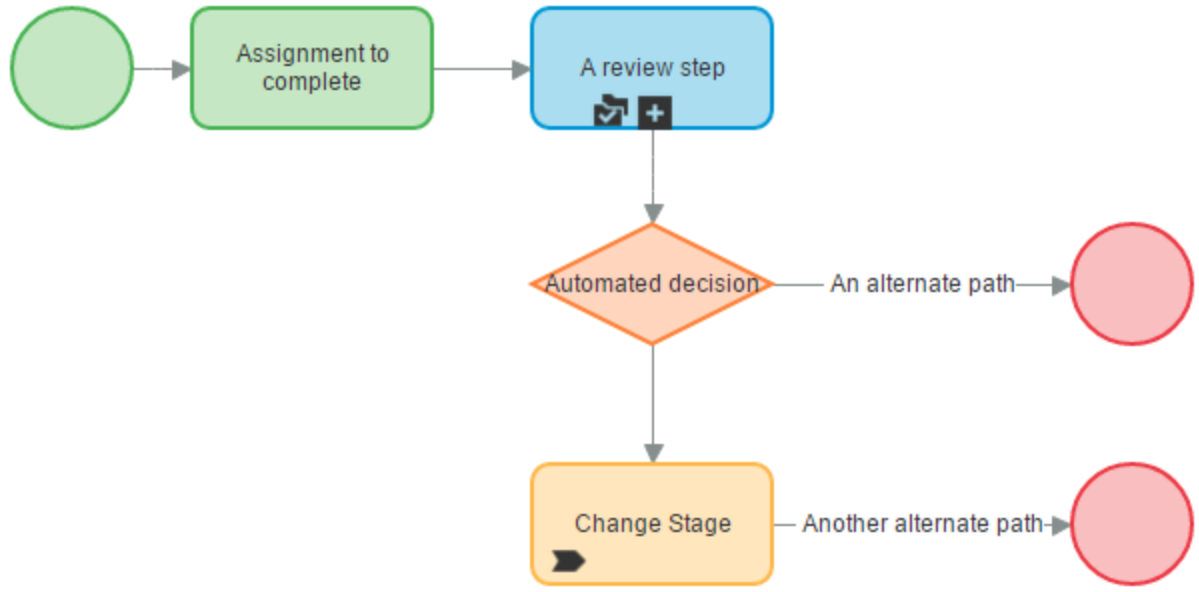 Assignment to
complete
A review step
Automated decision
An alternate path
Change Stage
Another alternate path